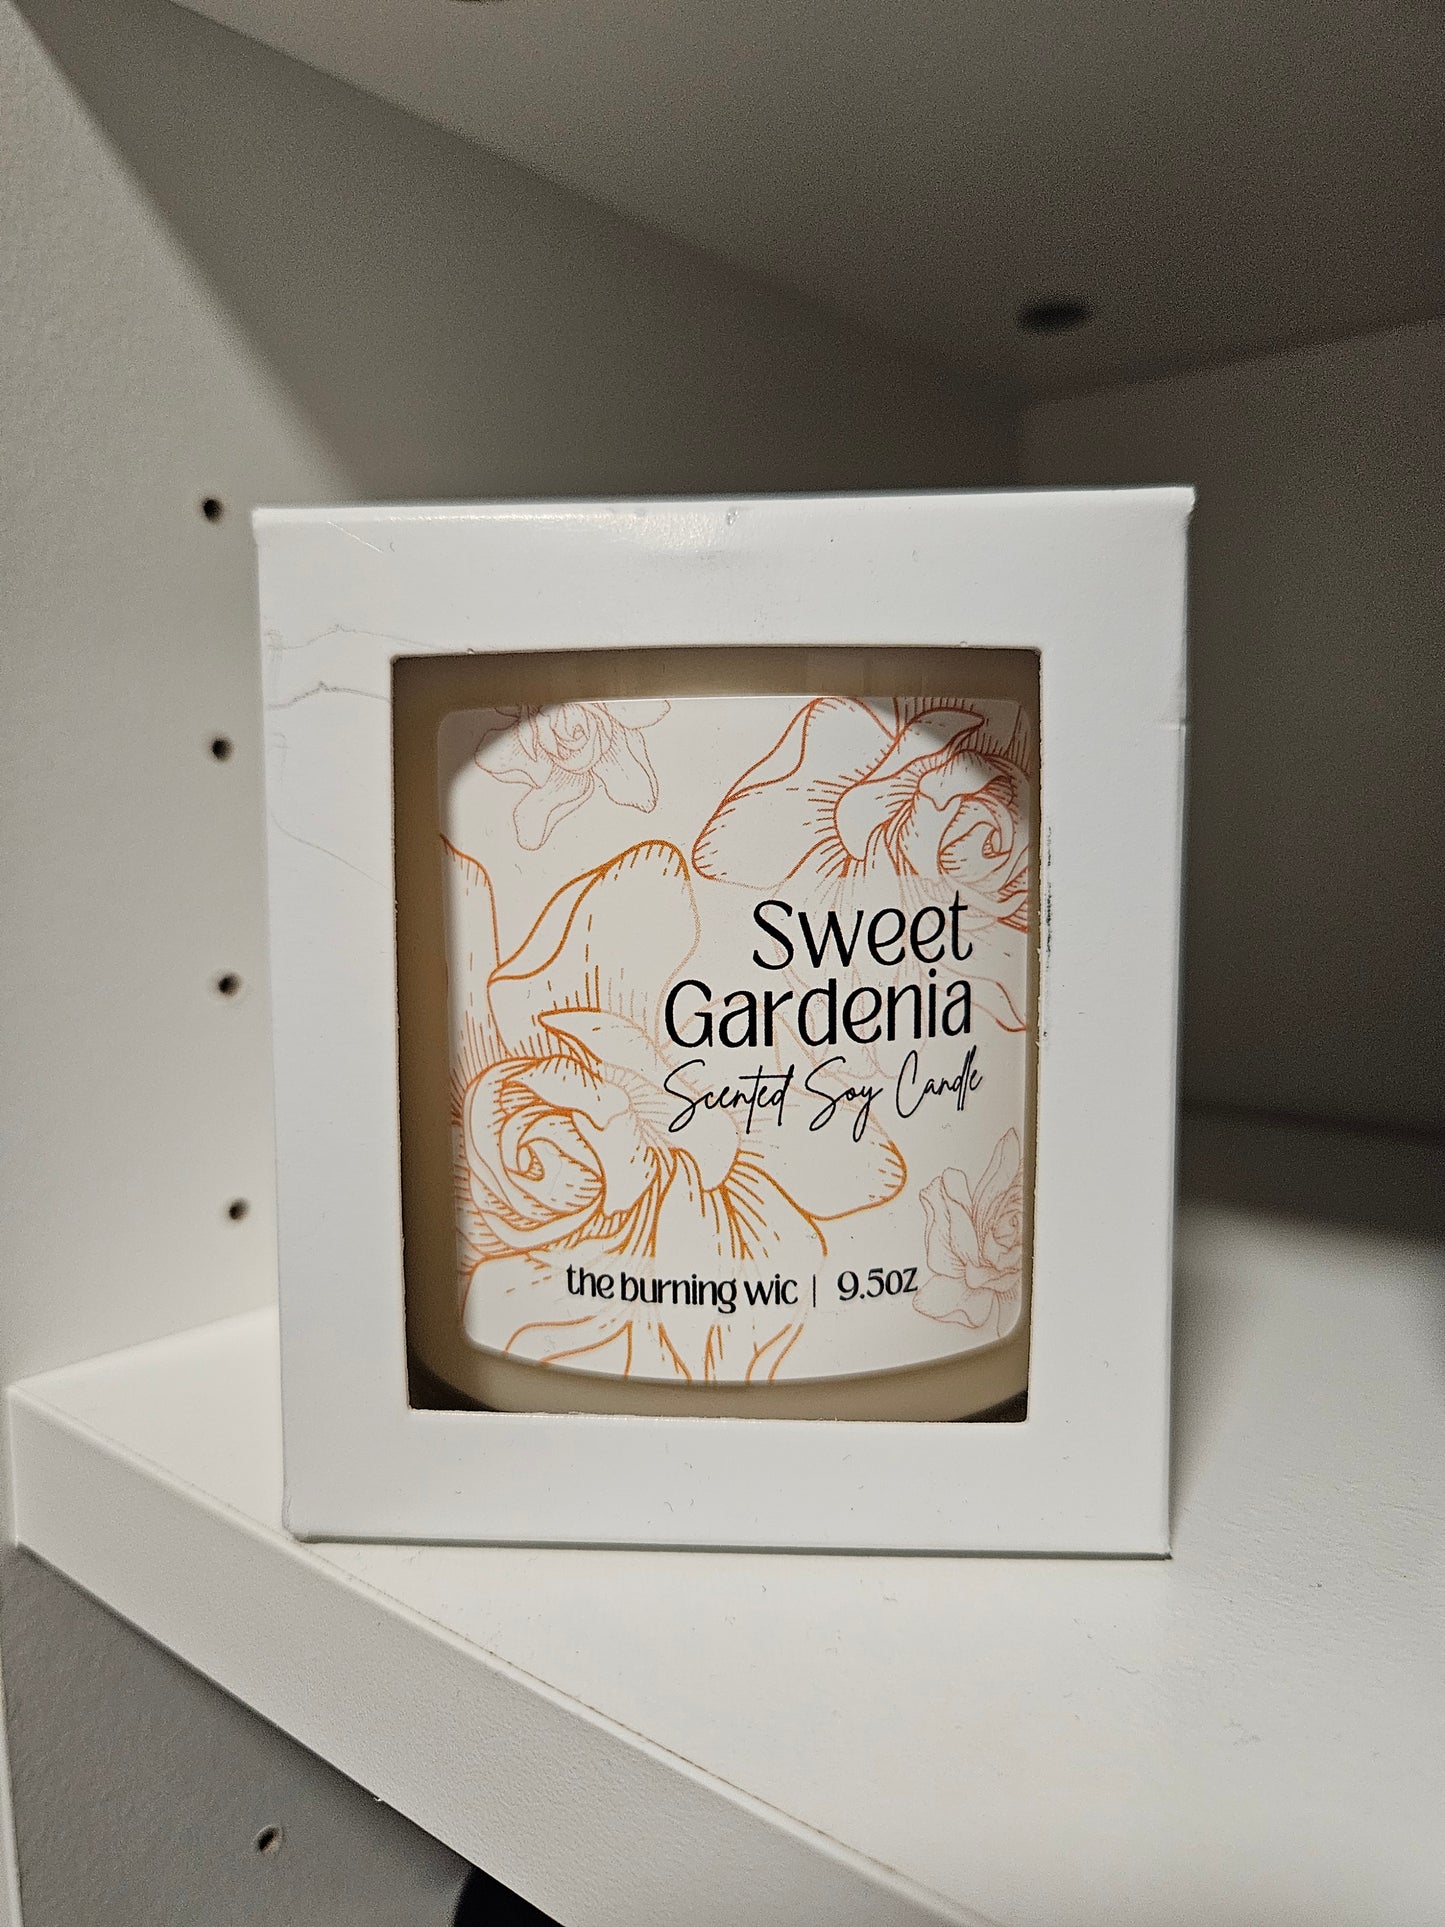 Sweet
Gardenia
Scented Soy Candle
the burning wic | 9.5oz